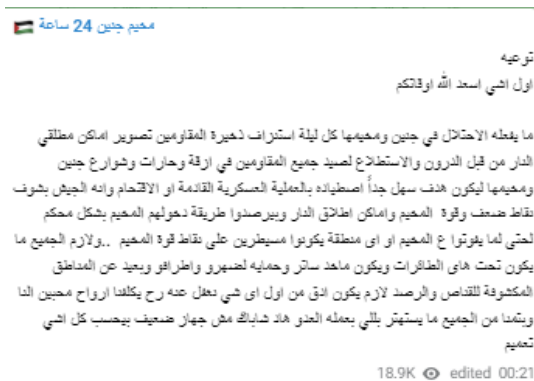 مخيم جنين 24 ساعة 🇵🇸
توعيه
اول اشي اسعد الله اوقاتكم
ما يفعله الاحتلال في جنين ومخيمها كل ليلة استنزاف ذخيرة المقاومين تصوير اماكن مطلقي
النار من قبل الدرون والاستطلاع لصيد جميع المقاومين في ازقة وحارات وشوارع جنين
ومخيمها ليكون هدف سهل جداً اصطياده بالعملية العسكرية القادمة او الاقتحام وانه الجيش بشوف
نقاط ضعف وقوة المخيم واماكن اطلاق النار وبيرصدوا طريقة دخولهم المخيم بشكل محكم
لحتى لما يفوتوا ع المخيم او اي منطقة يكونوا مسيطرين على نقاط قوة المخيم ..ولازم الجميع ما
يكون تحت هاي الطائرات ويكون ماخد ساتر وحمايه لضهرو واطرافو وبعيد عن المناطق
المكشوفة للقناص والرصد لازم يكون ادق من اول اى شي نغفل عنه رح يكلفنا ارواح محبين النا
وبتمنا من الجميع ما يستهتر بللي بعمله العدو هاد شاباك مش جهاز ضعيف بيحسب كل اشي
تعميم
18.9K edited 00:21